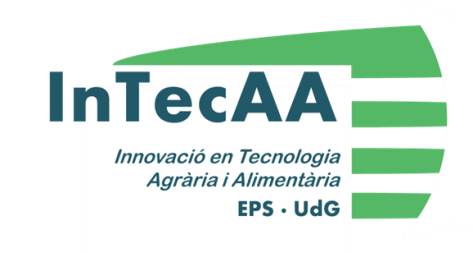 InTecAA
Innovació en Tecnologia
Agrària i Alimentària
EPS · UdG